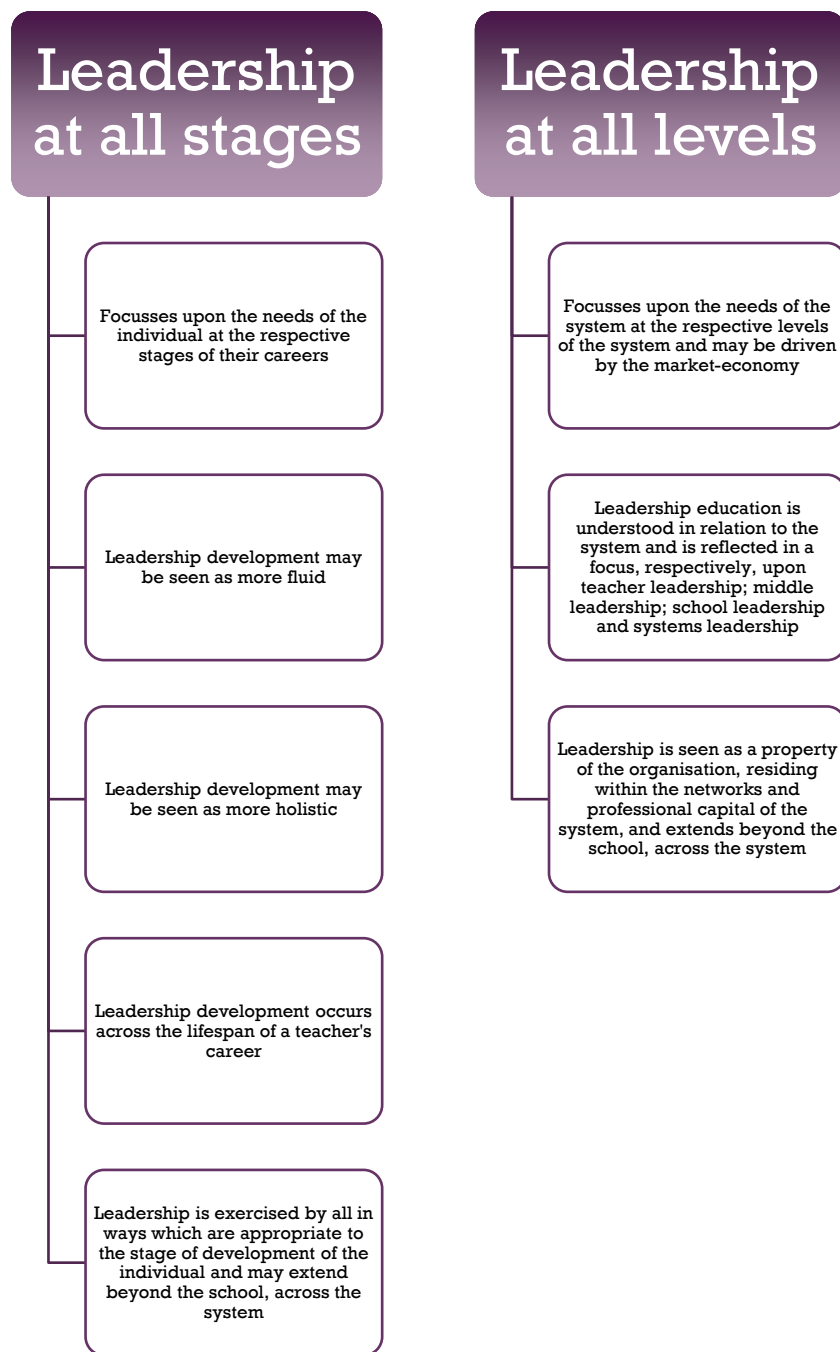 Leadership
at all stages
Focusses upon the needs of the
individual at the respective
stages of their careers
Leadership development may
be seen as more fluid
Leadership development may
be seen as more holistic
Leadership development occurs
across the lifespan of a teacher's
career
Leadership is exercised by all in
ways which are appropriate to
the stage of development of the
individual and may extend
beyond the school, across the
system
Leadership
at all levels
Focusses upon the needs of the
system at the respective levels
of the system and may be driven
by the market-economy
Leadership education is
understood in relation to the
system and is reflected in a
focus, respectively, upon
teacher leadership; middle
leadership; school leadership
and systems leadership
Leadership is seen as a property
of the organisation, residing
within the networks and
professional capital of the
system, and extends beyond the
school, across the system